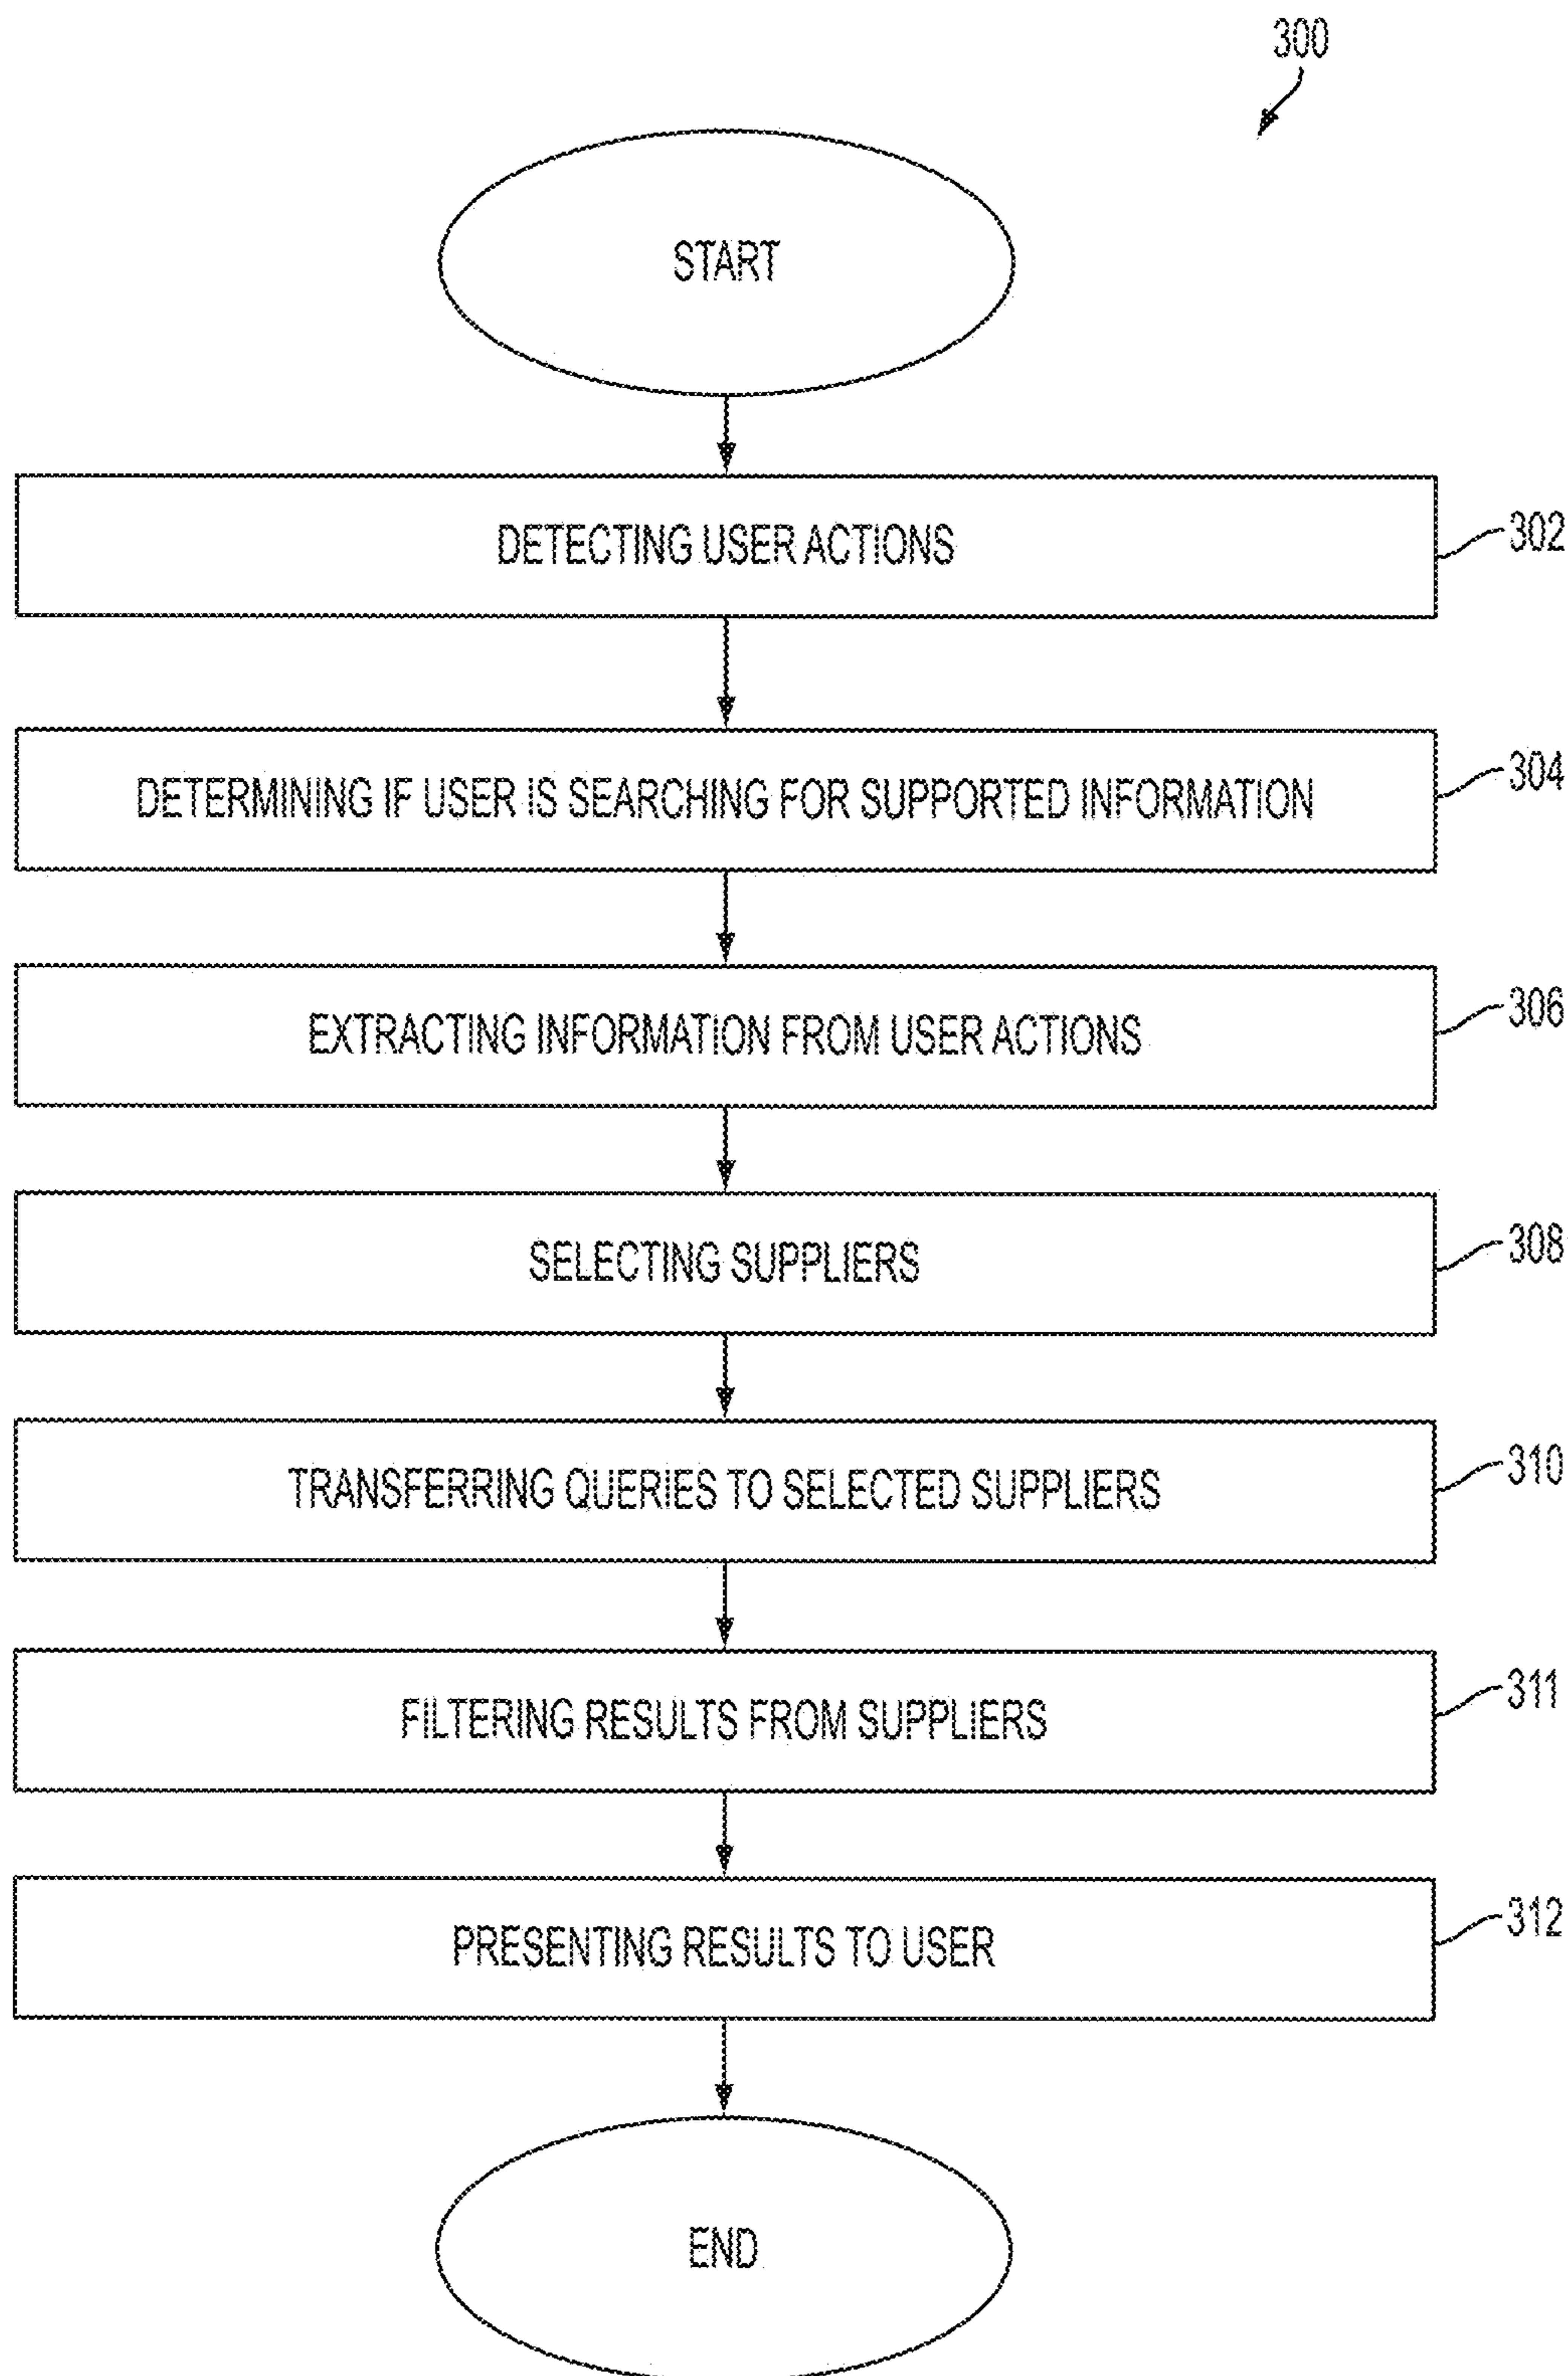 300
START
DETECTING USER ACTIONS
302
DETERMINING IF USER IS SEARCHING FOR SUPPORTED INFORMATION
304
EXTRACTING INFORMATION FROM USER ACTIONS
306
SELECTING SUPPLIERS
308
TRANSFERRING QUERIES TO SELECTED SUPPLIERS
310
FILTERING RESULTS FROM SUPPLIERS
311
PRESENTING RESULTS TO USER
312
END